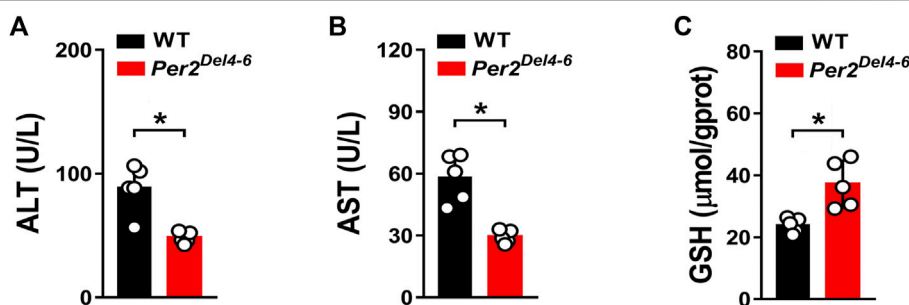 A
ALT (U/L)
200
100
0
WT
Per2Del4-6
*
B
AST (U/L)
120
90
60
30
0
WT
Per2Del4-6
*
C
GSH (μmol/gprot)
80
60
40
20
0
WT
Per2Del4-6
*